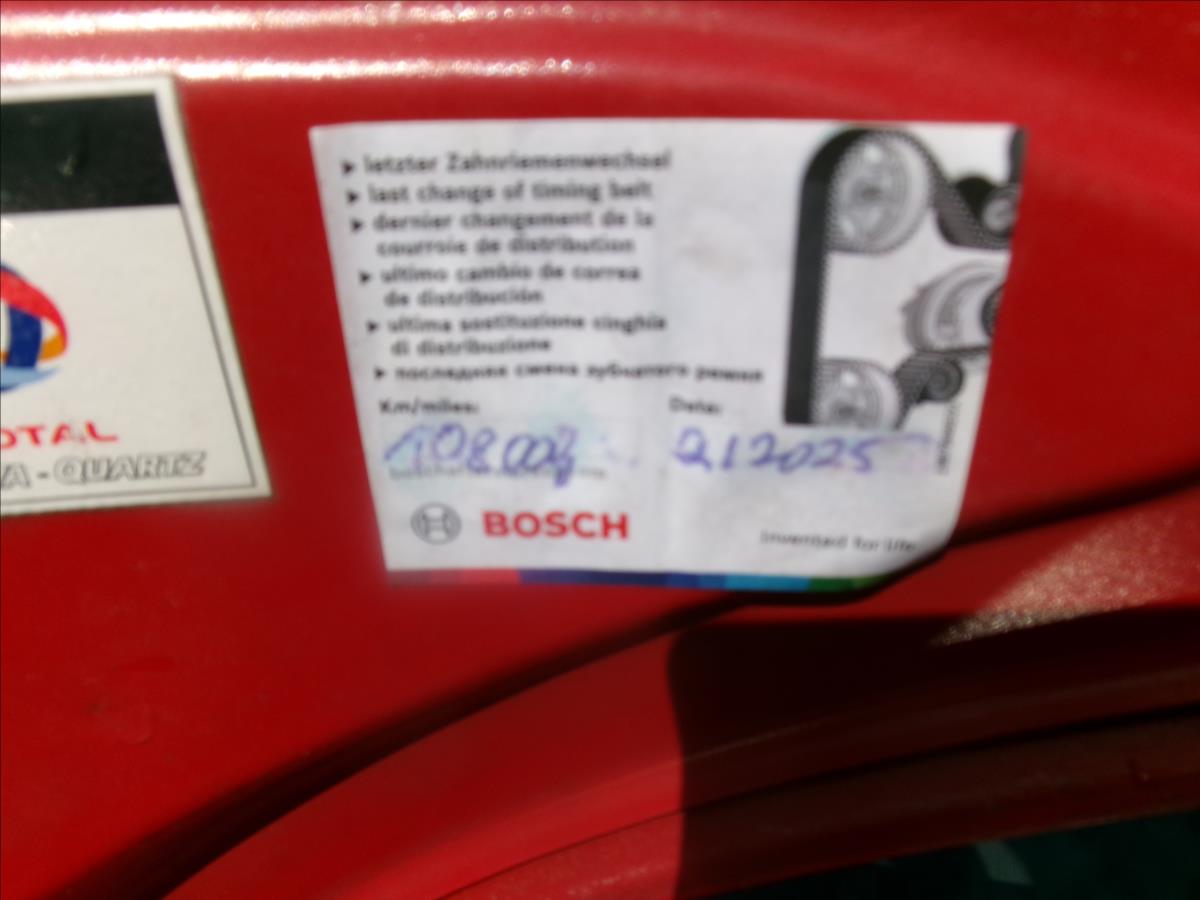 OTAL
A - QUARTZ
▸ letzter Zahnriemenwechsel
▸ last change of timing belt
▸ dernier changement de la
courroie de distribution
▸ ultimo cambio de correa
de distribución
▸ ultima sostituzione cinghia
di distribuzione
▸ последняя смена зубчатого ремня
Km/miles: Date:
212025
BOSCH
Invented for life